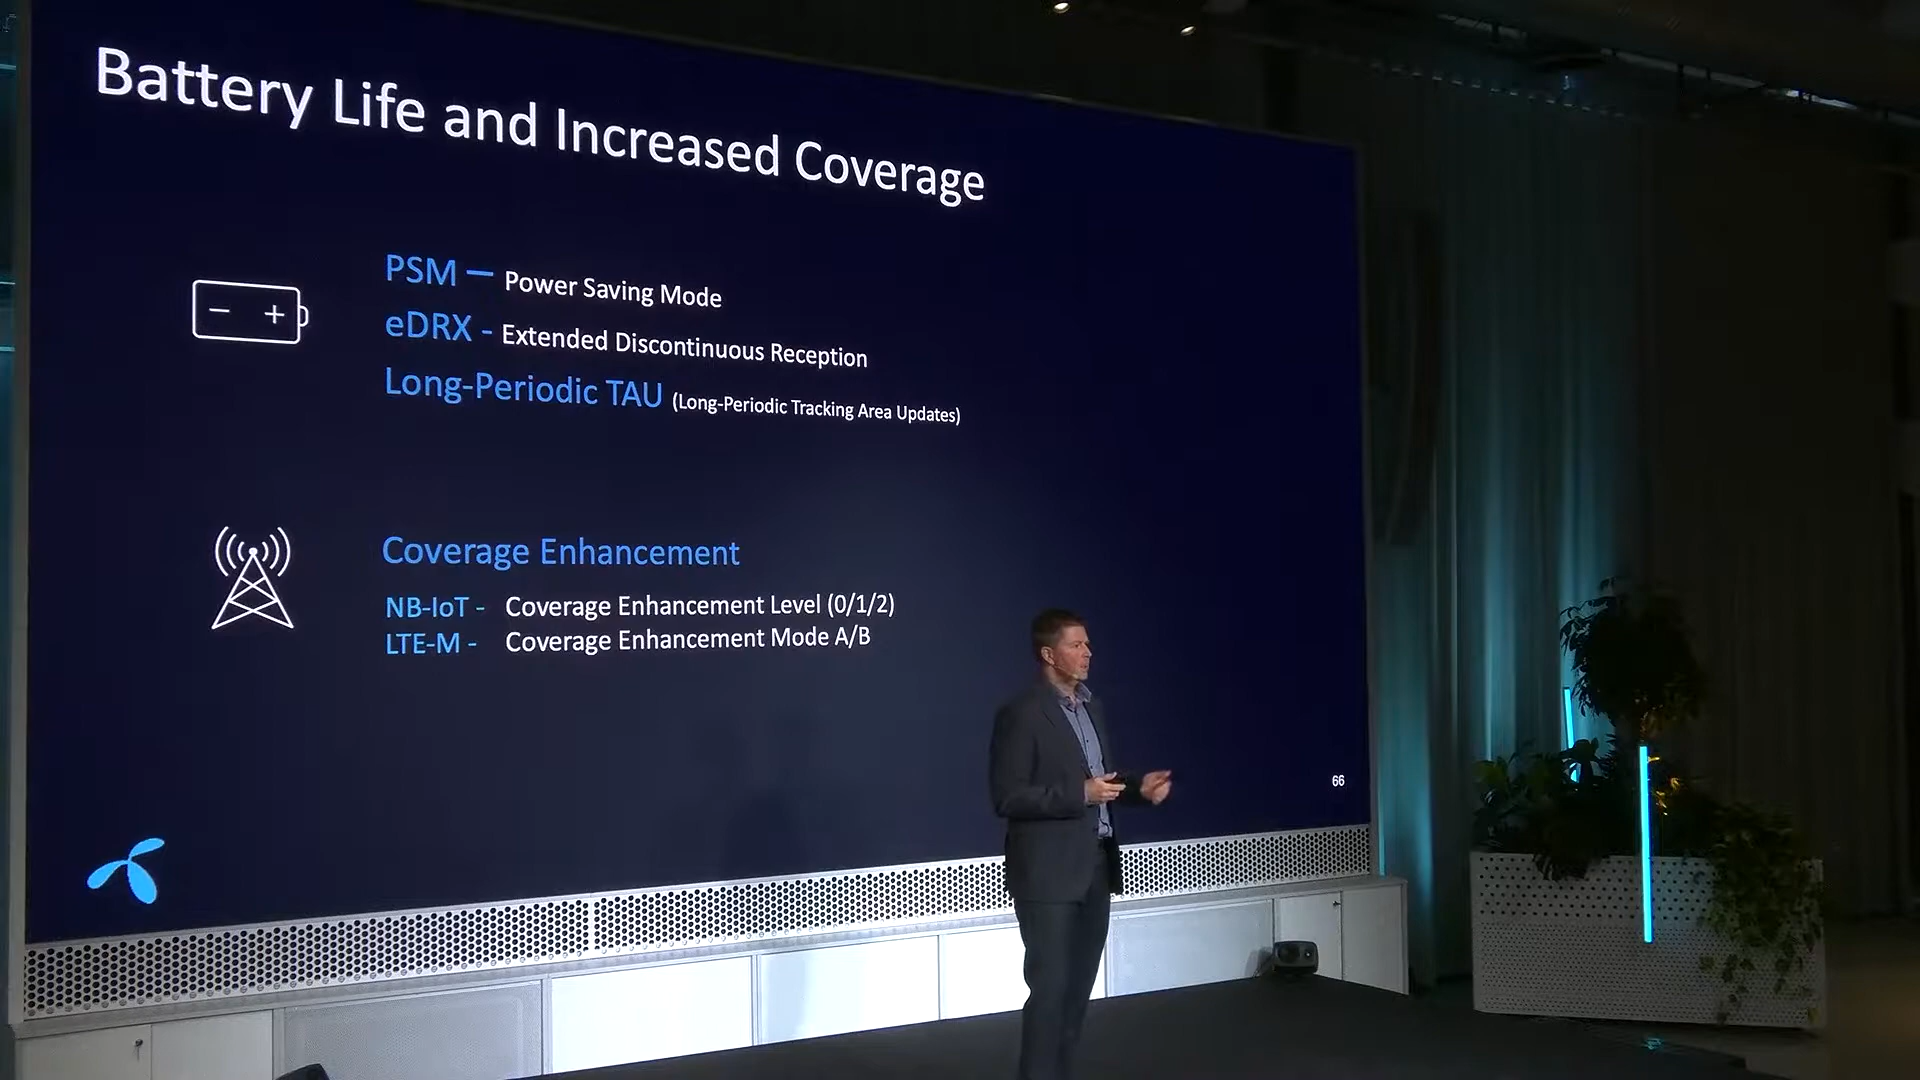 Battery Life and Increased Coverage
PSM — Power Saving Mode
eDRX - Extended Discontinuous Reception
Long-Periodic TAU (Long-Periodic Tracking Area Updates)
Coverage Enhancement
NB-IoT - Coverage Enhancement Level (0/1/2)
LTE-M - Coverage Enhancement Mode A/B
66